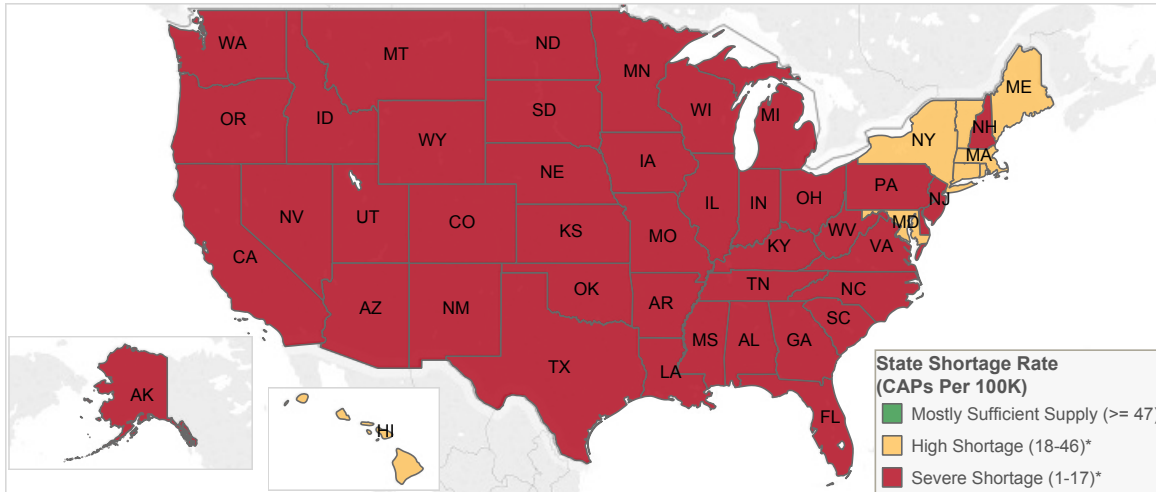 WA
MT
ND
MN
ME
OR
ID
SD
WI
MI
NY
NH
MA
WY
IA
NE
PA
NJ
NV
UT
CO
IL
IN
OH
MD
CA
KS
MO
WV
VA
KY
AZ
NM
OK
AR
TN
NC
SC
MS
AL
GA
TX
LA
FL
AK
HI
State Shortage Rate
(CAPs Per 100K)
Mostly Sufficient Supply (>= 47)
High Shortage (18-46)*
Severe Shortage (1-17)*